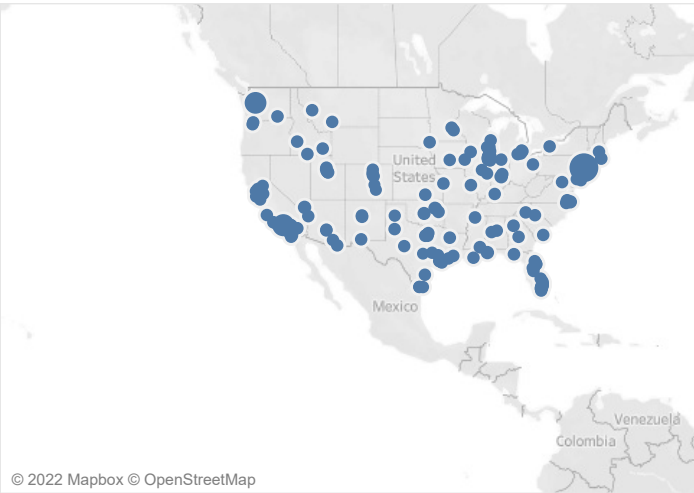 United
States
Mexico
Venezuela
Colombia
© 2022 Mapbox © OpenStreetMap